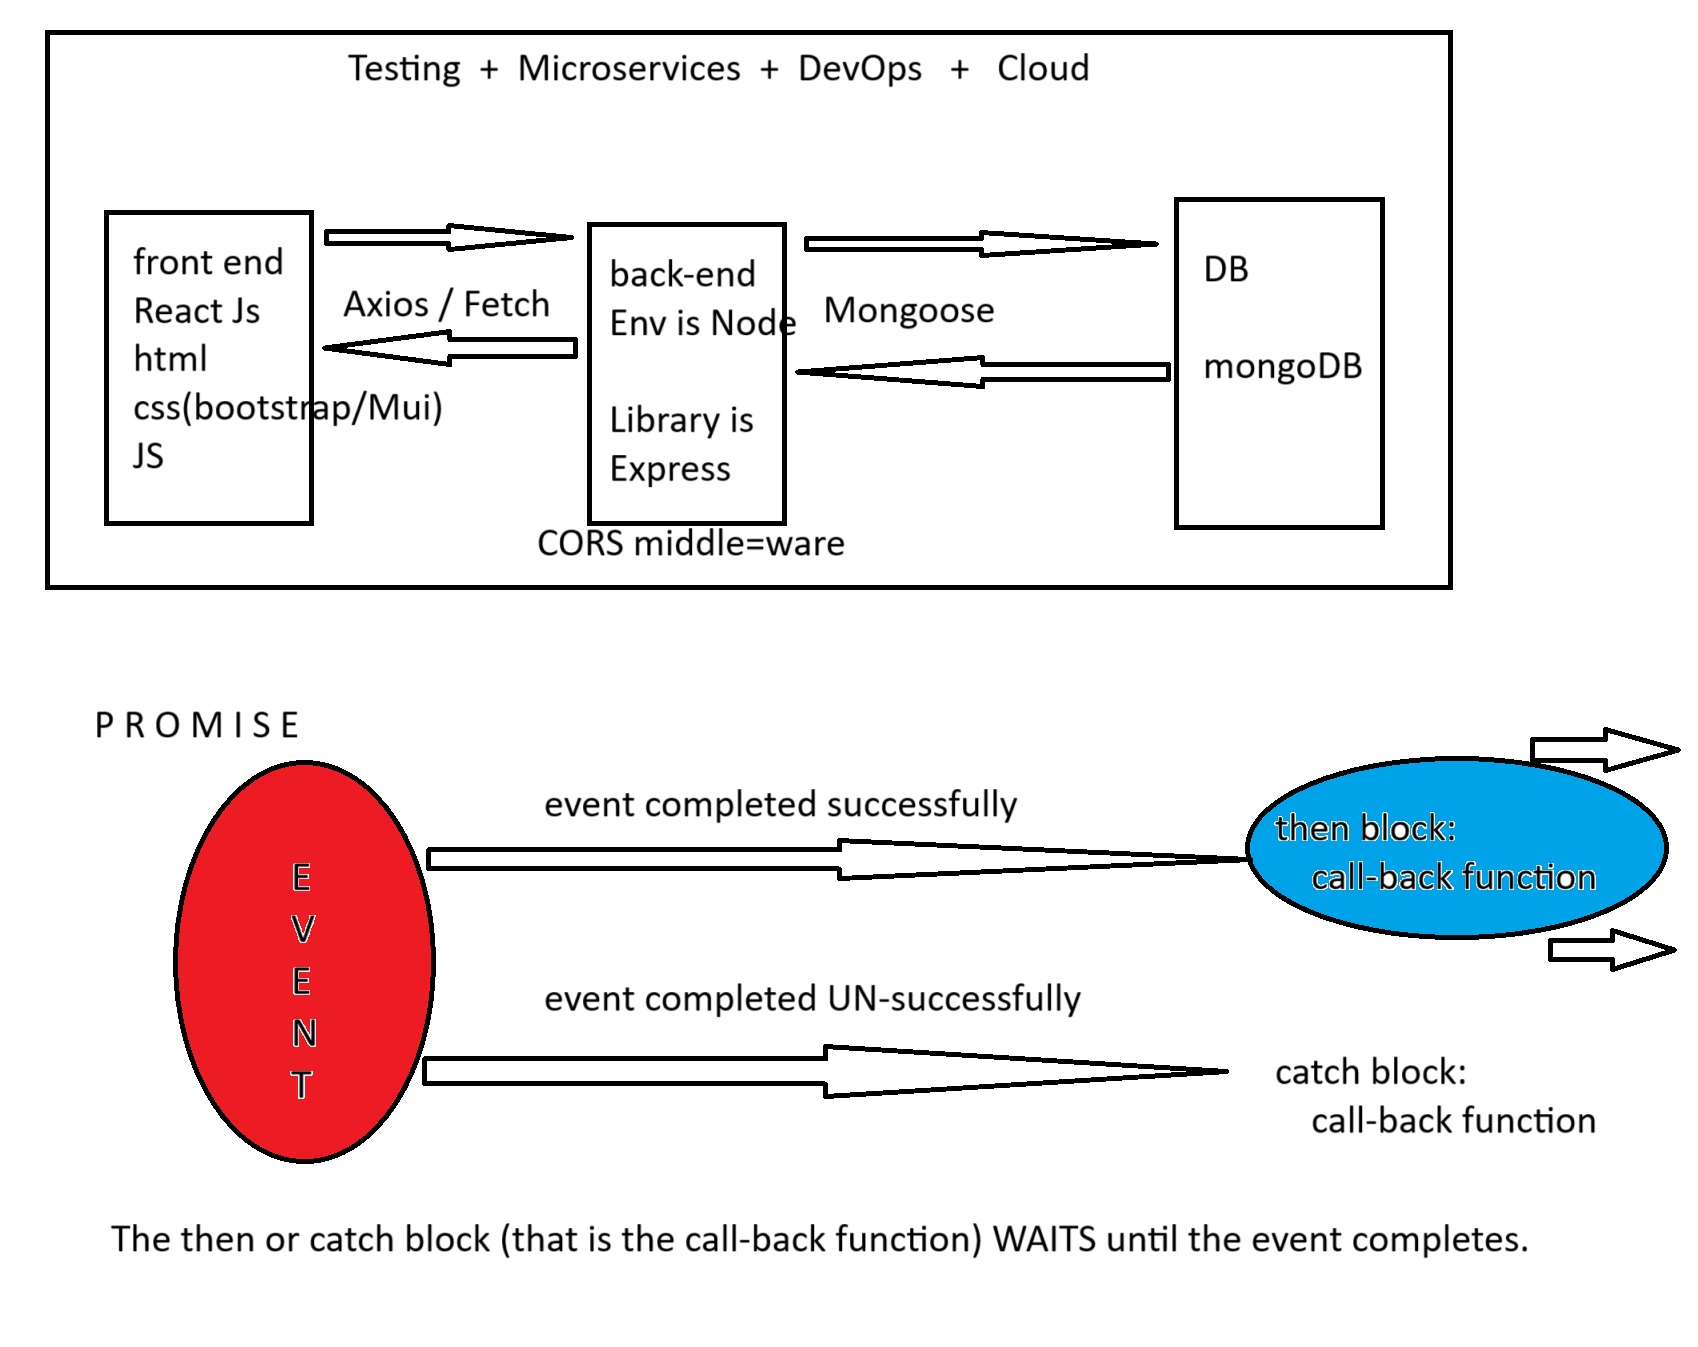 Testing + Microservices + DevOps + Cloud
front end
React Js
html
css(bootstrap/Mui)
JS
Axios / Fetch
back-end
Env is Node
Library is
Express
CORS middle=ware
Mongoose
DB
mongoDB
P R O M I S E
E
V
E
N
T
event completed successfully
then block:
call-back function
event completed UN-successfully
catch block:
call-back function
The then or catch block (that is the call-back function) WAITS until the event completes.